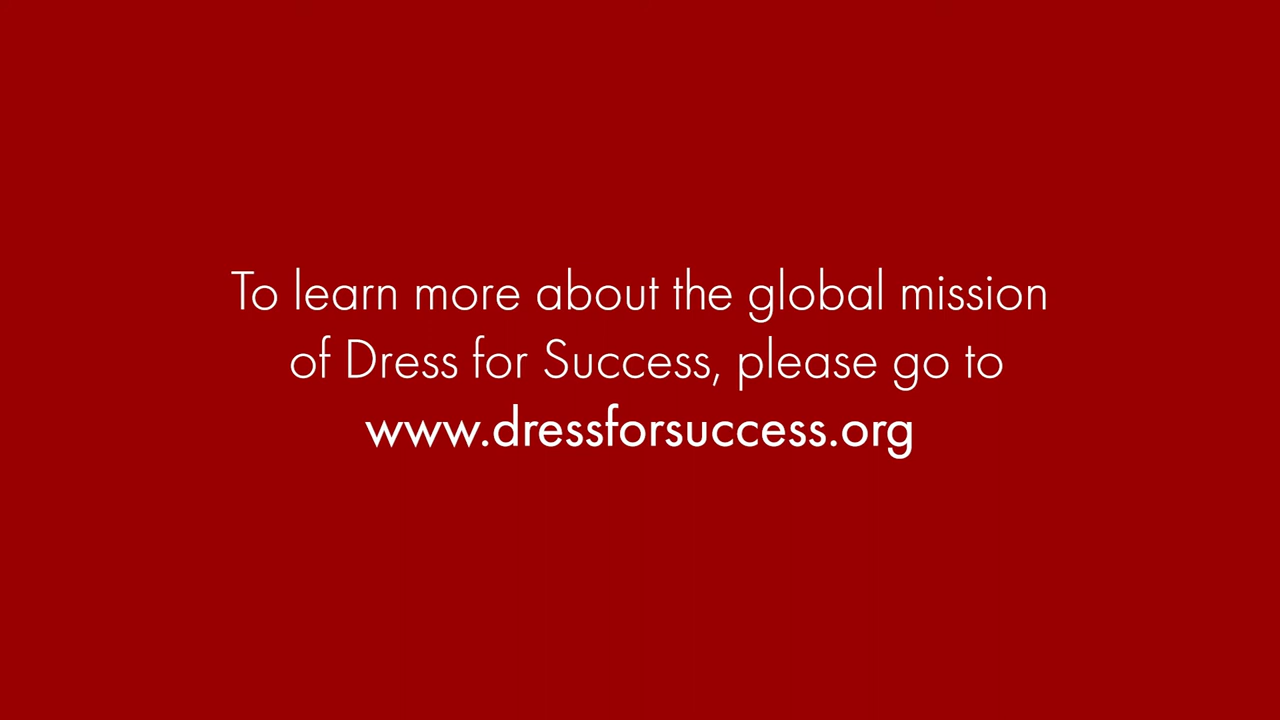 To learn more about the global mission
of Dress for Success, please go to
www.dressforsuccess.org